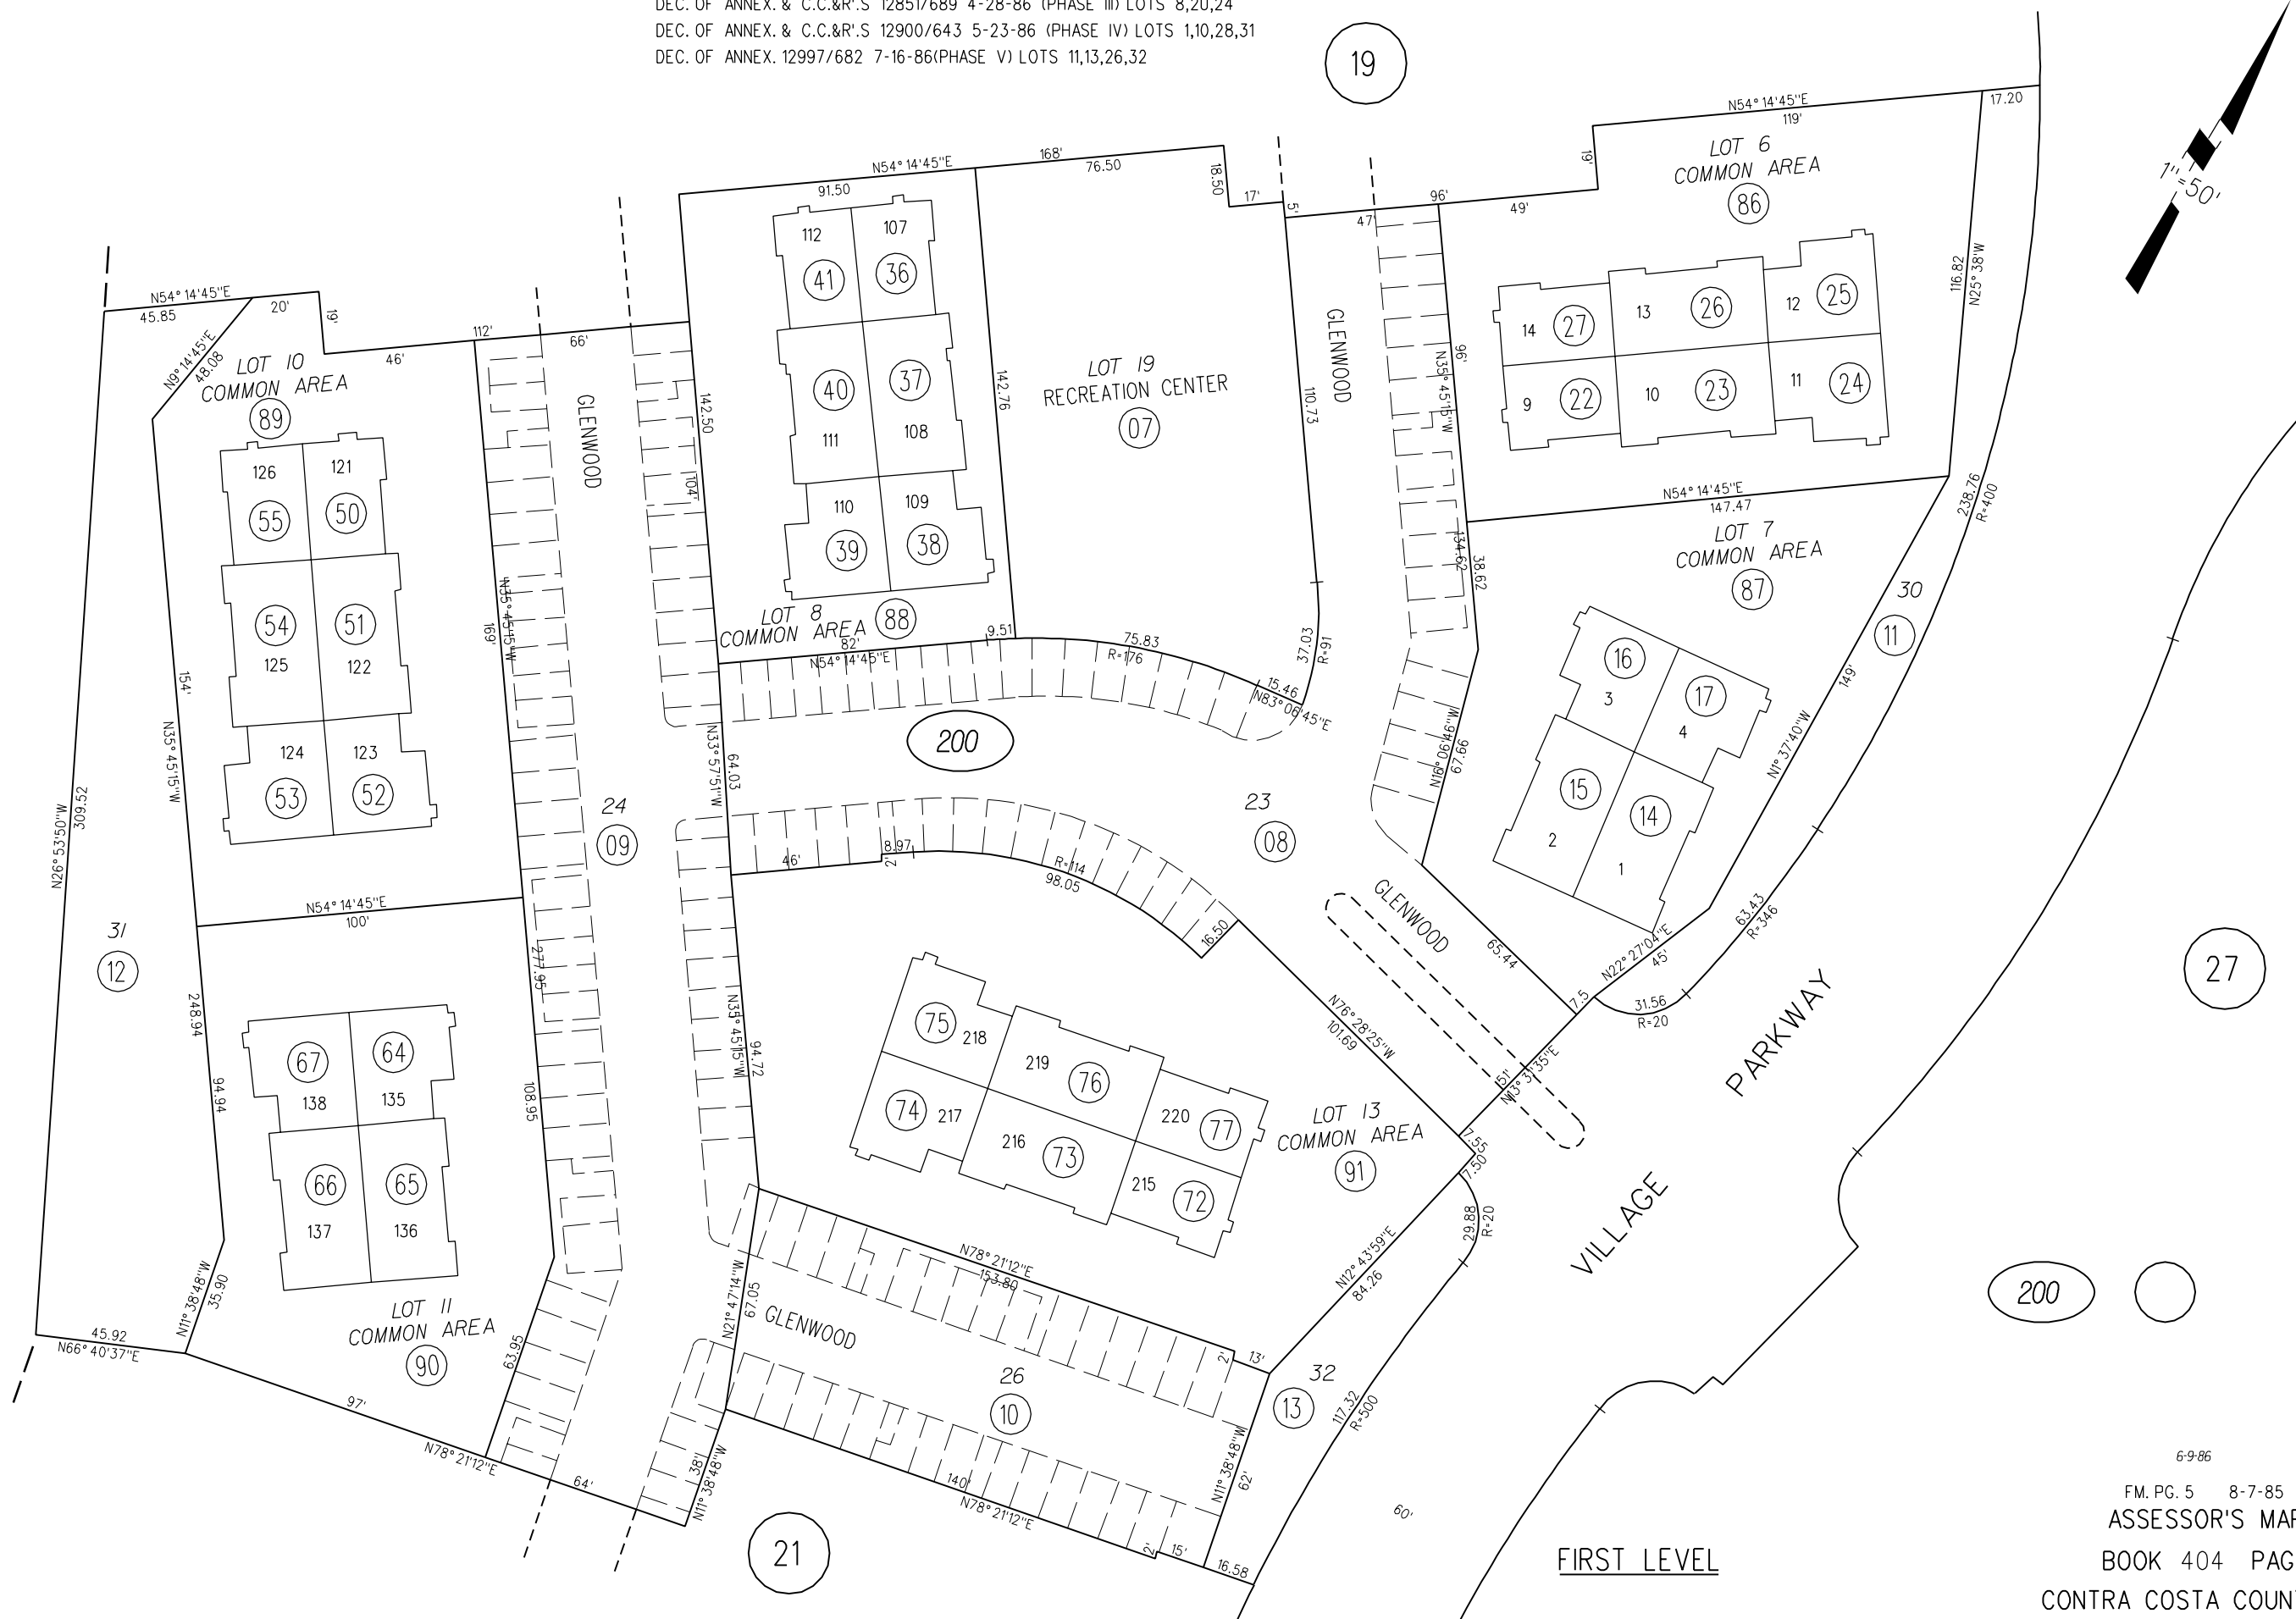 DEC. OF ANNEX. & C.C.&R'.S 12851/689 4-28-86 (PHASE III) LOTS 8,20,24
DEC. OF ANNEX. & C.C.&R'.S 12900/643 5-23-86 (PHASE IV) LOTS 1,10,28,31
DEC. OF ANNEX. 12997/682 7-16-86(PHASE V) LOTS 11,13,26,32
19
1"=50'
N54°14'45"E
119'
17.20
19'
LOT 6
COMMON AREA
86
116.82
N25°38'W
N54°14'45"E
168'
91.50
76.50
18.50
17'
5'
47'
96'
49'
112
107
41
36
40
37
111
108
110
109
39
38
142.76
LOT 19
RECREATION CENTER
07
110.73
GLENWOOD
N35°45'15"W
96'
14
27
13
26
12
25
9
22
10
23
11
24
N54°14'45"E
147.47
238.76
R=400
N54°14'45"E
45.85
20'
19'
N9°14'45"E
48.08
46'
112'
66'
LOT 10
COMMON AREA
89
GLENWOOD
142.50
104'
126
121
55
50
54
51
125
122
124
123
53
52
154'
N35°45'15"W
N35°45'15"W
169'
LOT 8
COMMON AREA
88
82'
N54°14'45"E
9.51
75.83
R=176
15.46
N83°06'45"E
37.03
R=91
134.62
38.62
LOT 7
COMMON AREA
87
30
11
16
3
17
4
15
2
14
1
149'
N1°37'40"W
N16°06'46"W
67.66
200
N33°57'51"W
64.03
24
09
23
08
46'
2'
8.97
R=114
98.05
16.50
GLENWOOD
65.44
N22°27'04"E
45'
63.43
R=346
7.5
31.56
R=20
N26°53'50"W
309.52
31
12
N54°14'45"E
100'
277.95
248.94
94.94
108.95
N35°45'15"W
94.72
N76°28'25"W
101.69
51'
N13°31'35"E
7.55
7.50
VILLAGE PARKWAY
27
67
64
138
135
66
65
137
136
75
218
219
76
74
217
216
73
220
77
215
72
LOT 13
COMMON AREA
91
29.88
R=20
N12°43'59"E
84.26
N11°38'48"W
35.90
45.92
N66°40'37"E
LOT 11
COMMON AREA
90
63.95
97'
N78°21'12"E
64'
38'
N11°38'48"W
N21°47'14"W
67.05
GLENWOOD
N78°21'12"E
153.80
2'
13'
26
10
32
13
117.32
R=500
N11°38'48"W
62'
140'
N78°21'12"E
2'
15'
16.58
21
60'
200
FIRST LEVEL
6-9-86
FM. PG. 5 8-7-85
ASSESSOR'S MAP
BOOK 404 PAG
CONTRA COSTA COUN